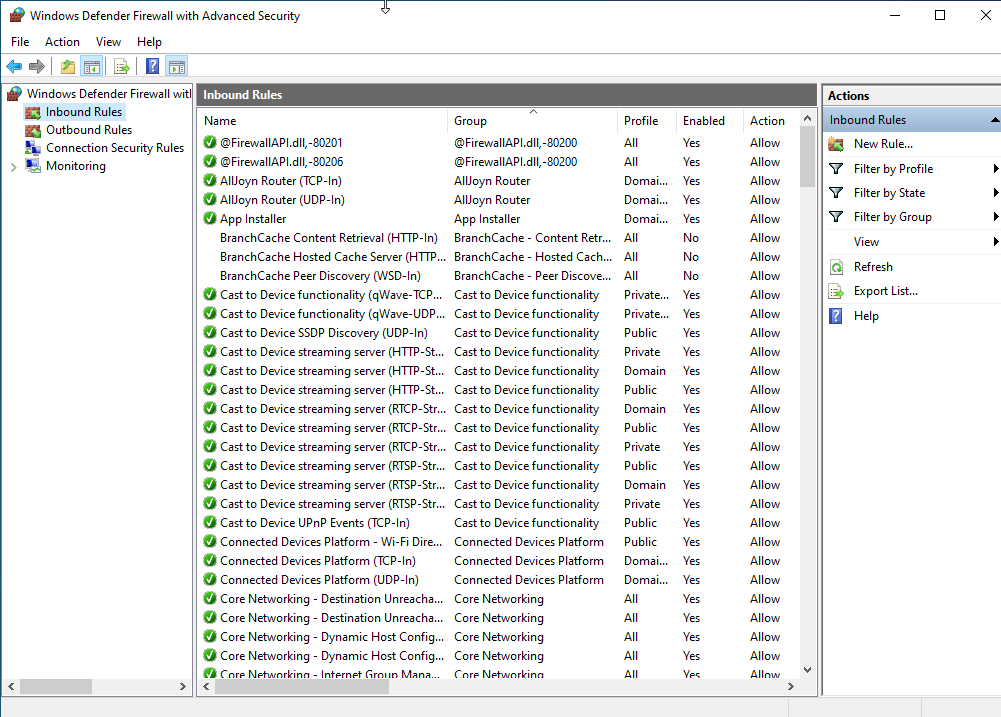 Windows Defender Firewall with Advanced Security
File Action View Help
Windows Defender Firewall with
Inbound Rules
Outbound Rules
Connection Security Rules
Monitoring
Inbound Rules
Name Group Profile Enabled Action
@FirewallAPI.dll,-80201 @FirewallAPI.dll,-80200 All Yes Allow
@FirewallAPI.dll,-80206 @FirewallAPI.dll,-80200 All Yes Allow
AllJoyn Router (TCP-In) AllJoyn Router Domai... Yes Allow
AllJoyn Router (UDP-In) AllJoyn Router Domai... Yes Allow
App Installer App Installer Domai... Yes Allow
BranchCache Content Retrieval (HTTP-In) BranchCache - Content Retr... All No Allow
BranchCache Hosted Cache Server (HTTP... BranchCache - Hosted Cach... All No Allow
BranchCache Peer Discovery (WSD-In) BranchCache - Peer Discove... All No Allow
Cast to Device functionality (qWave-TCP... Cast to Device functionality Private... Yes Allow
Cast to Device functionality (qWave-UDP... Cast to Device functionality Private... Yes Allow
Cast to Device SSDP Discovery (UDP-In) Cast to Device functionality Public Yes Allow
Cast to Device streaming server (HTTP-St... Cast to Device functionality Private Yes Allow
Cast to Device streaming server (HTTP-St... Cast to Device functionality Domain Yes Allow
Cast to Device streaming server (HTTP-St... Cast to Device functionality Public Yes Allow
Cast to Device streaming server (RTCP-Str... Cast to Device functionality Domain Yes Allow
Cast to Device streaming server (RTCP-Str... Cast to Device functionality Public Yes Allow
Cast to Device streaming server (RTCP-Str... Cast to Device functionality Private Yes Allow
Cast to Device streaming server (RTSP-Str... Cast to Device functionality Public Yes Allow
Cast to Device streaming server (RTSP-Str... Cast to Device functionality Domain Yes Allow
Cast to Device streaming server (RTSP-Str... Cast to Device functionality Private Yes Allow
Cast to Device UPnP Events (TCP-In) Cast to Device functionality Public Yes Allow
Connected Devices Platform - Wi-Fi Dire... Connected Devices Platform Public Yes Allow
Connected Devices Platform (TCP-In) Connected Devices Platform Domai... Yes Allow
Connected Devices Platform (UDP-In) Connected Devices Platform Domai... Yes Allow
Core Networking - Destination Unreacha... Core Networking All Yes Allow
Core Networking - Destination Unreacha... Core Networking All Yes Allow
Core Networking - Dynamic Host Config... Core Networking All Yes Allow
Core Networking - Dynamic Host Config... Core Networking All Yes Allow
Core Networking - Internet Group Mana... Core Networking All Yes Allow
Actions
Inbound Rules
New Rule...
Filter by Profile
Filter by State
Filter by Group
View
Refresh
Export List...
Help